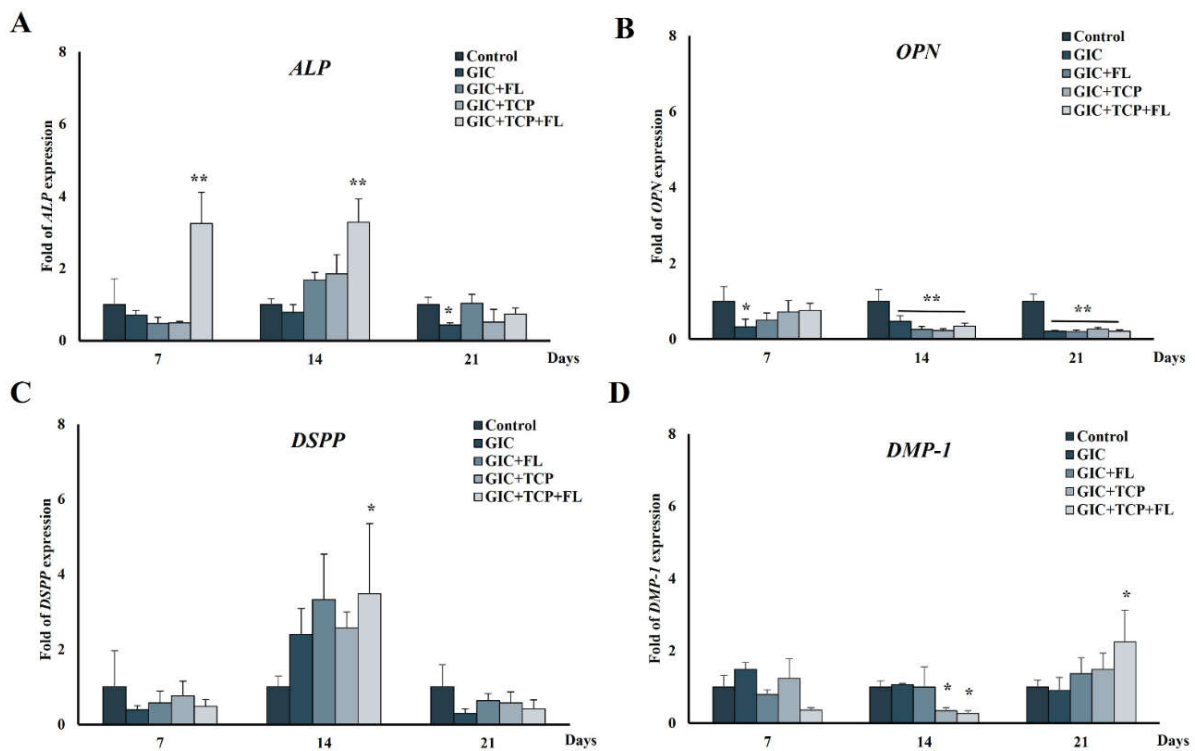 A
ALP
Control
GIC
GIC+FL
GIC+TCP
GIC+TCP+FL
Fold of ALP expression
8
6
4
2
0
**
**
*
7
14
21
Days
B
OPN
Control
GIC
GIC+FL
GIC+TCP
GIC+TCP+FL
Fold of OPN expression
8
6
4
2
0
*
**
**
7
14
21
Days
C
DSPP
Control
GIC
GIC+FL
GIC+TCP
GIC+TCP+FL
Fold of DSPP expression
8
6
4
2
0
*
7
14
21
Days
D
DMP-1
Control
GIC
GIC+FL
GIC+TCP
GIC+TCP+FL
Fold of DMP-1 expression
8
6
4
2
0
* *
*
7
14
21
Days